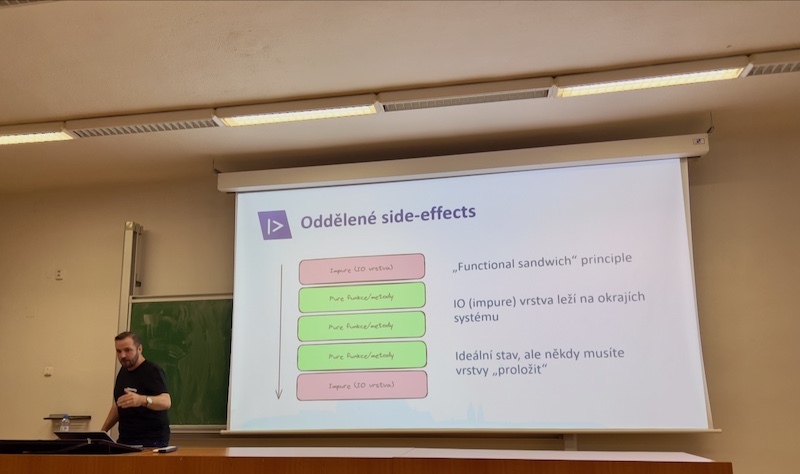 |>
Oddělené side-effects
Impure (IO vrstva)
Pure funkce/metody
Pure funkce/metody
Pure funkce/metody
Impure (IO vrstva)
„Functional sandwich“ principle
IO (impure) vrstva leží na okrajích
systému
Ideální stav, ale někdy musíte
vrstvy „proložit“